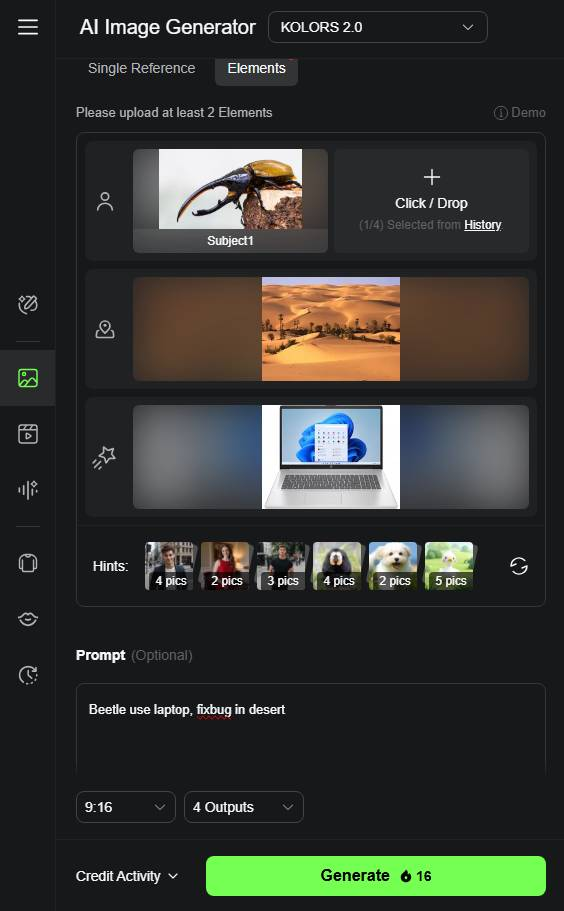 AI Image Generator
KOLORS 2.0
Single Reference
Elements
Please upload at least 2 Elements
Demo
Subject1
Click / Drop
(1/4) Selected from History
Hints:
4 pics
2 pics
3 pics
4 pics
2 pics
5 pics
Prompt (Optional)
Beetle use laptop, fixbug in desert
9:16
4 Outputs
Credit Activity
Generate 16